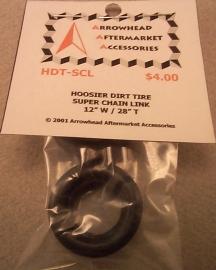 ARROWHEAD
AFTERMARKET
ACCESSORIES
HDT-SCL
$4.00
HOOSIER DIRT TIRE
SUPER CHAIN LINK
12" W / 28" T
© 2001 Arrowhead Aftermarket Accessories